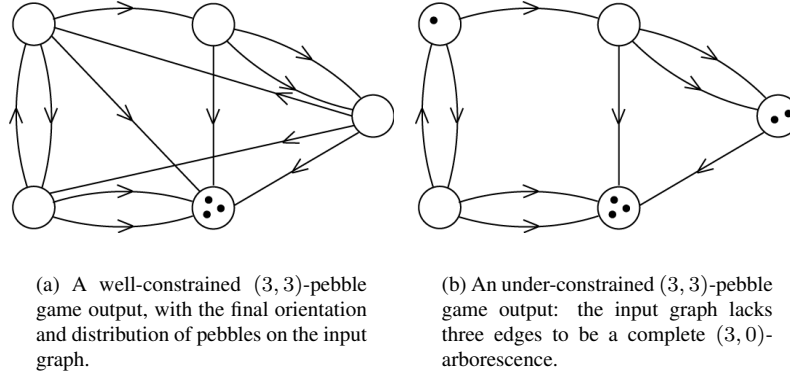 (a) A well-constrained (3, 3)-pebble
game output, with the final orientation
and distribution of pebbles on the input
graph.
(b) An under-constrained (3, 3)-pebble
game output: the input graph lacks
three edges to be a complete (3, 0)-
arborescence.